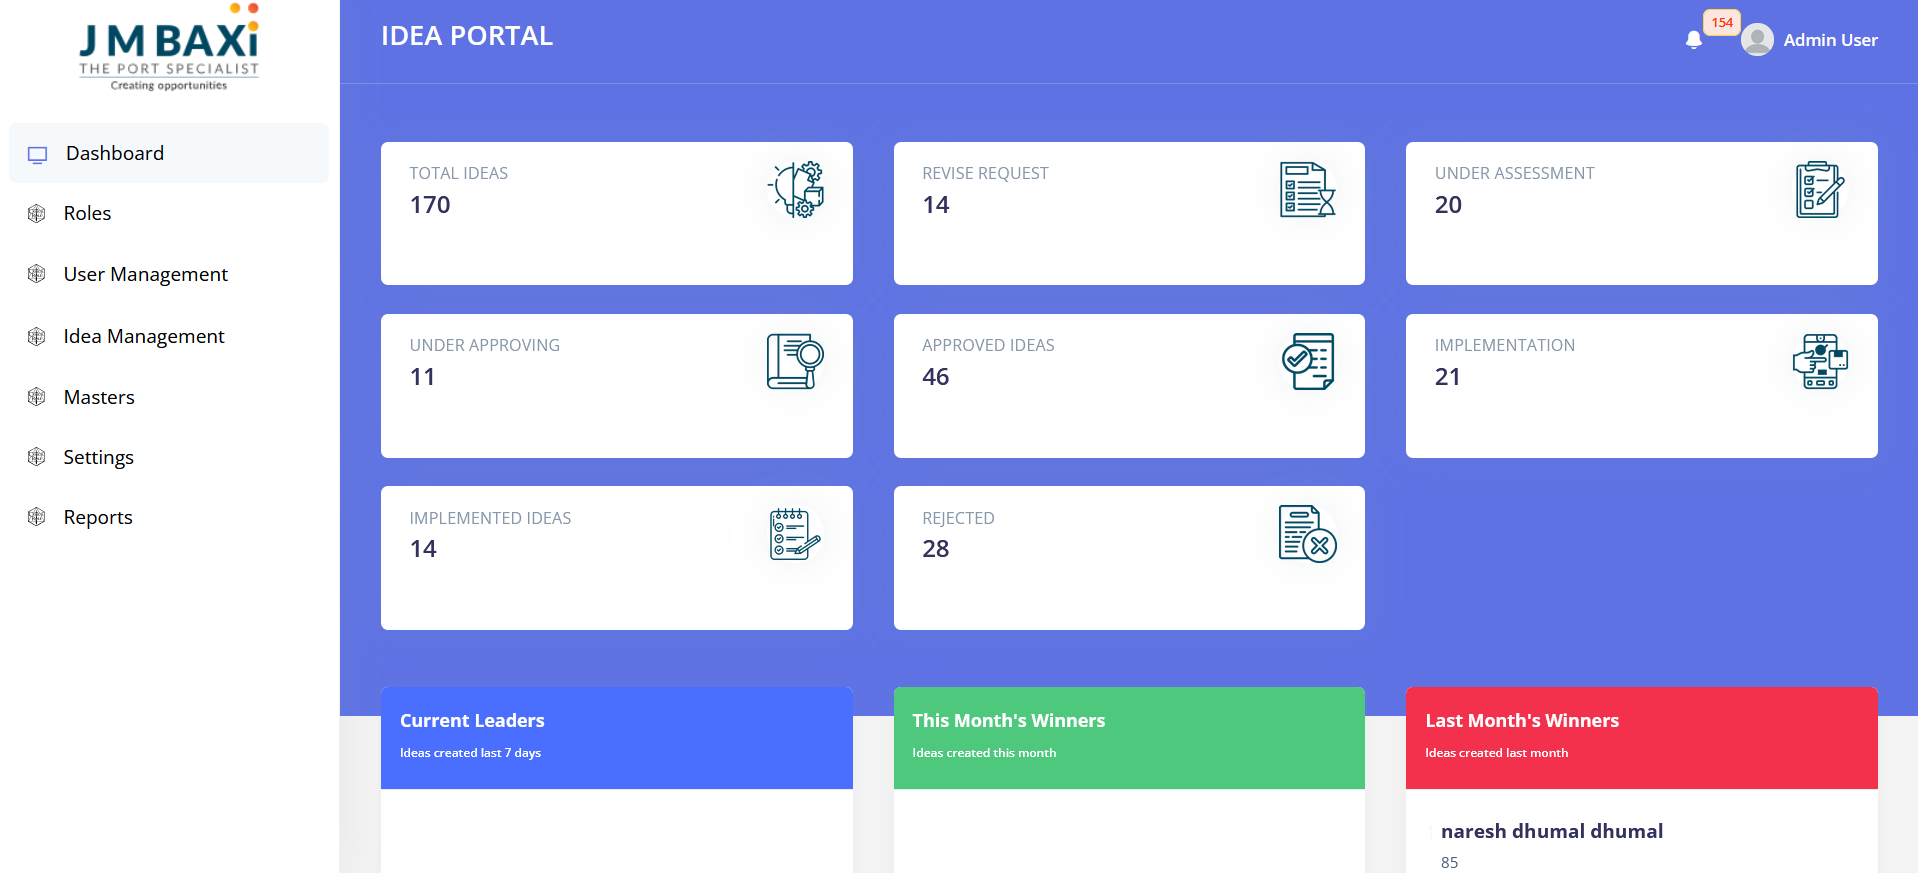 JMBAXi
THE PORT SPECIALIST
Creating opportunities
Dashboard
Roles
User Management
Idea Management
Masters
Settings
Reports
IDEA PORTAL
154
Admin User
TOTAL IDEAS
170
REVISE REQUEST
14
UNDER ASSESSMENT
20
UNDER APPROVING
11
APPROVED IDEAS
46
IMPLEMENTATION
21
IMPLEMENTED IDEAS
14
REJECTED
28
Current Leaders
Ideas created last 7 days
This Month's Winners
Ideas created this month
Last Month's Winners
Ideas created last month
naresh dhumal dhumal
85